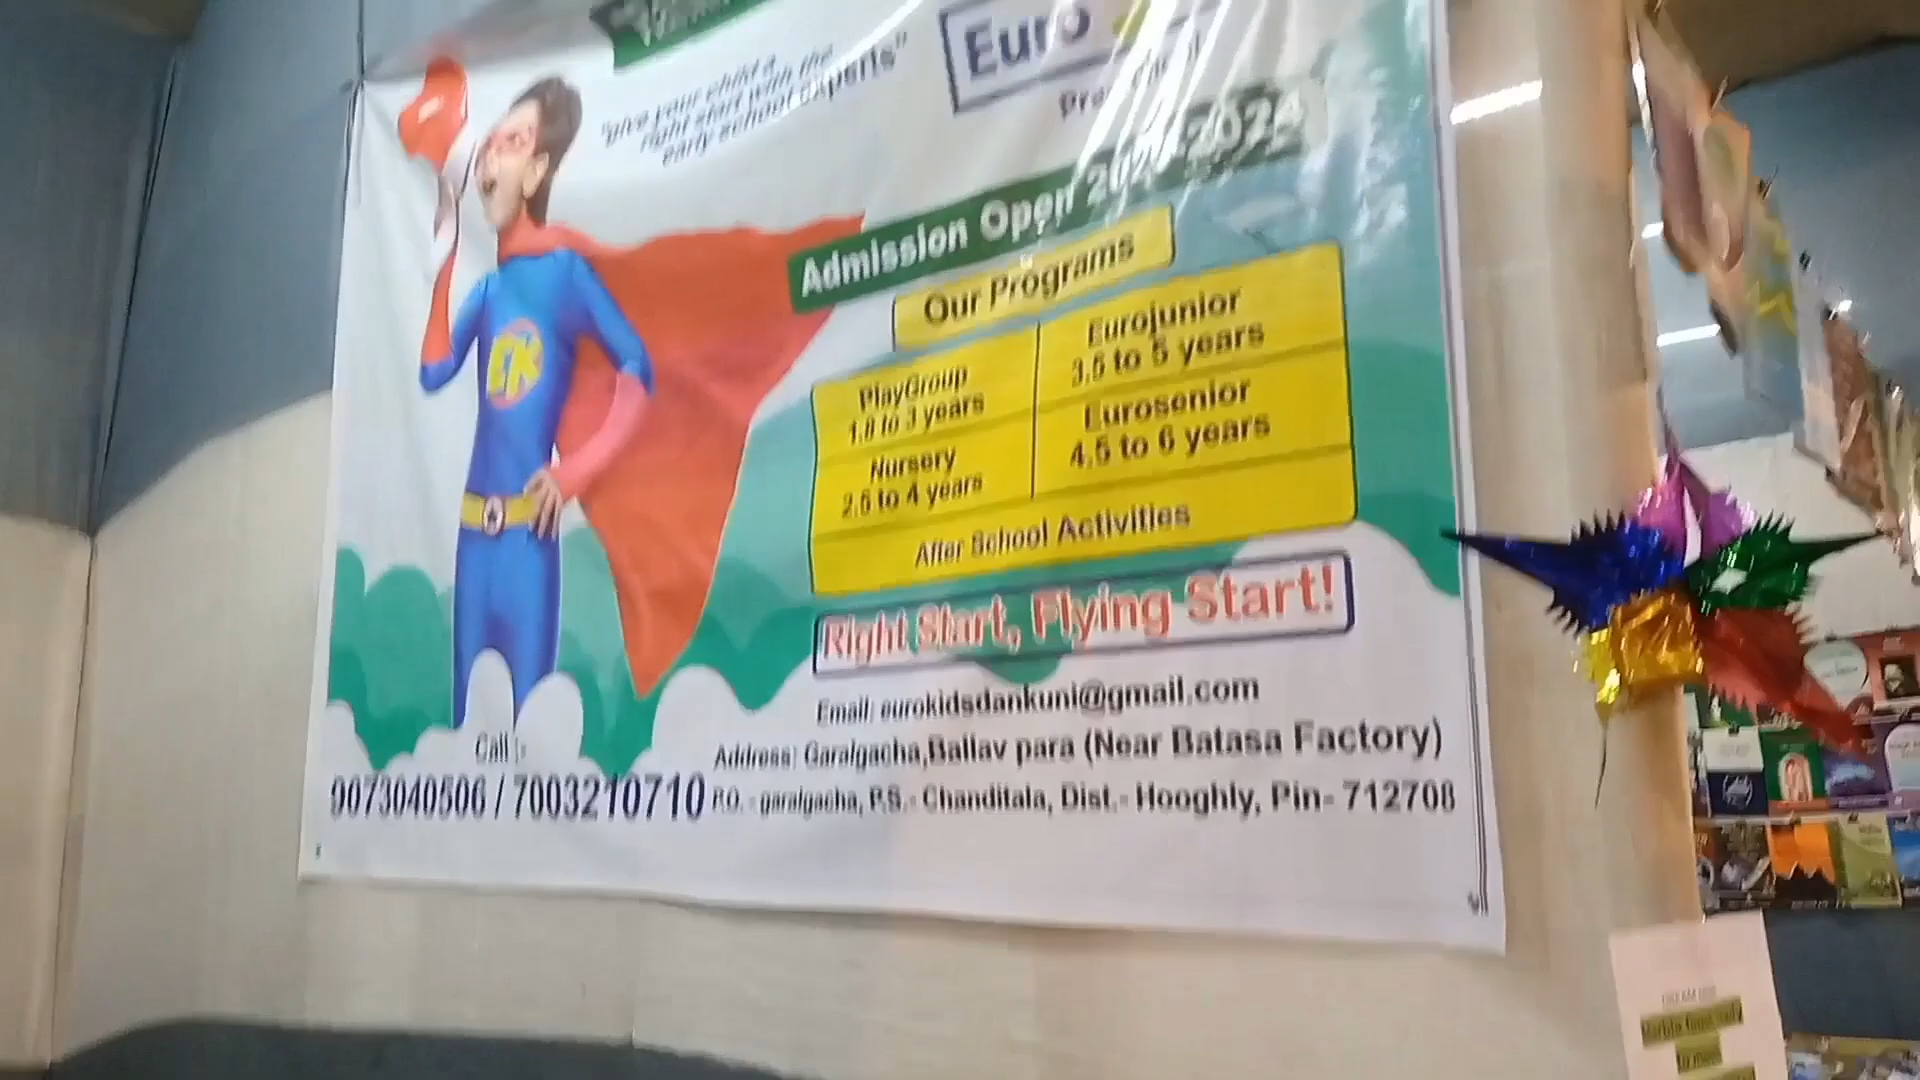 "give your child a
right start with the
early school experts"
Euro
Admission Open 2024
Our Programs
PlayGroup
1.8 to 3 years
Eurojunior
3.5 to 5 years
Nursery
2.5 to 4 years
Eurosenior
4.5 to 6 years
After School Activities
Right Start, Flying Start!
EK
Email: eurokidsdankuni@gmail.com
Call :-
9073040506 / 7003210710
Address: Garalgacha,Ballav para (Near Batasa Factory)
P.O. - garalgacha, P.S.- Chanditala, Dist.- Hooghly, Pin- 712708